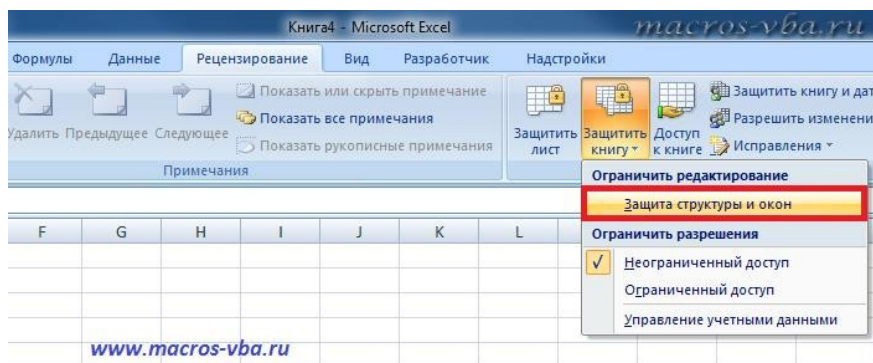 Книга4 - Microsoft Excel
macros-vba.ru
Формулы Данные Рецензирование Вид Разработчик Надстройки
Показать или скрыть примечание
Показать все примечания
Показать рукописные примечания
Удалить Предыдущее Следующее
Примечания
Защитить лист
Защитить книгу
Доступ к книге
Защитить книгу и дат
Разрешить изменени
Исправления
Ограничить редактирование
Защита структуры и окон
Ограничить разрешения
Неограниченный доступ
Ограниченный доступ
Управление учетными данными
F G H I J K L
www.macros-vba.ru